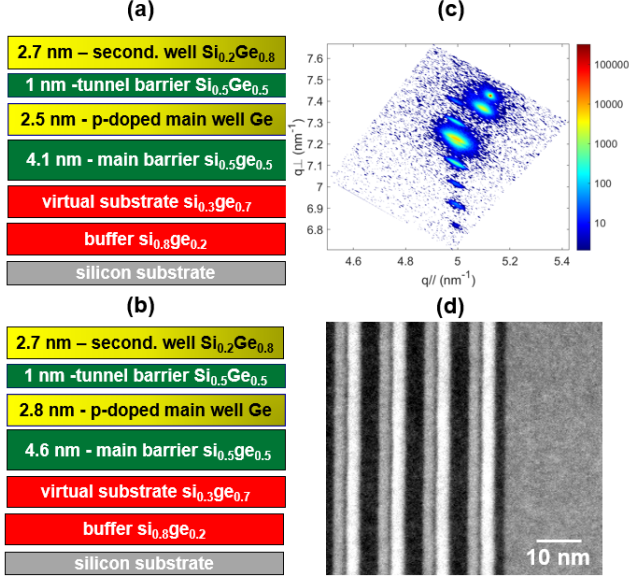 (a)
2.7 nm – second. well Si0.2Ge0.8
1 nm -tunnel barrier Si0.5Ge0.5
2.5 nm - p-doped main well Ge
4.1 nm - main barrier si0.5ge0.5
virtual substrate si0.3ge0.7
buffer si0.8ge0.2
silicon substrate
(b)
2.7 nm – second. well Si0.2Ge0.8
1 nm -tunnel barrier Si0.5Ge0.5
2.8 nm - p-doped main well Ge
4.6 nm - main barrier si0.5ge0.5
virtual substrate si0.3ge0.7
buffer si0.8ge0.2
silicon substrate
(c)
7.6
7.5
7.4
7.3
7.2
7.1
7
6.9
6.8
q⊥ (nm-1)
4.6 4.8 5 5.2 5.4
q// (nm-1)
100000
10000
1000
100
10
(d)
10 nm